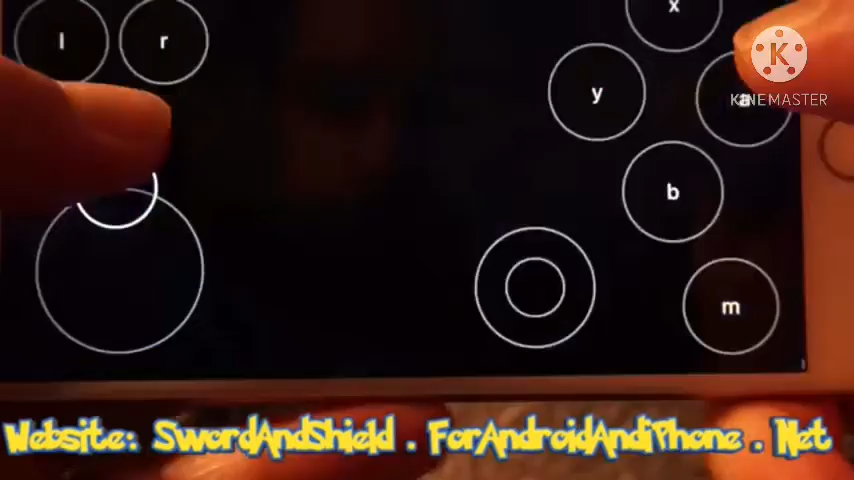 x
l r
K
y a
KINEMASTER
b
m
Website: SwordAndShield . ForAndroidAndiPhone . Net